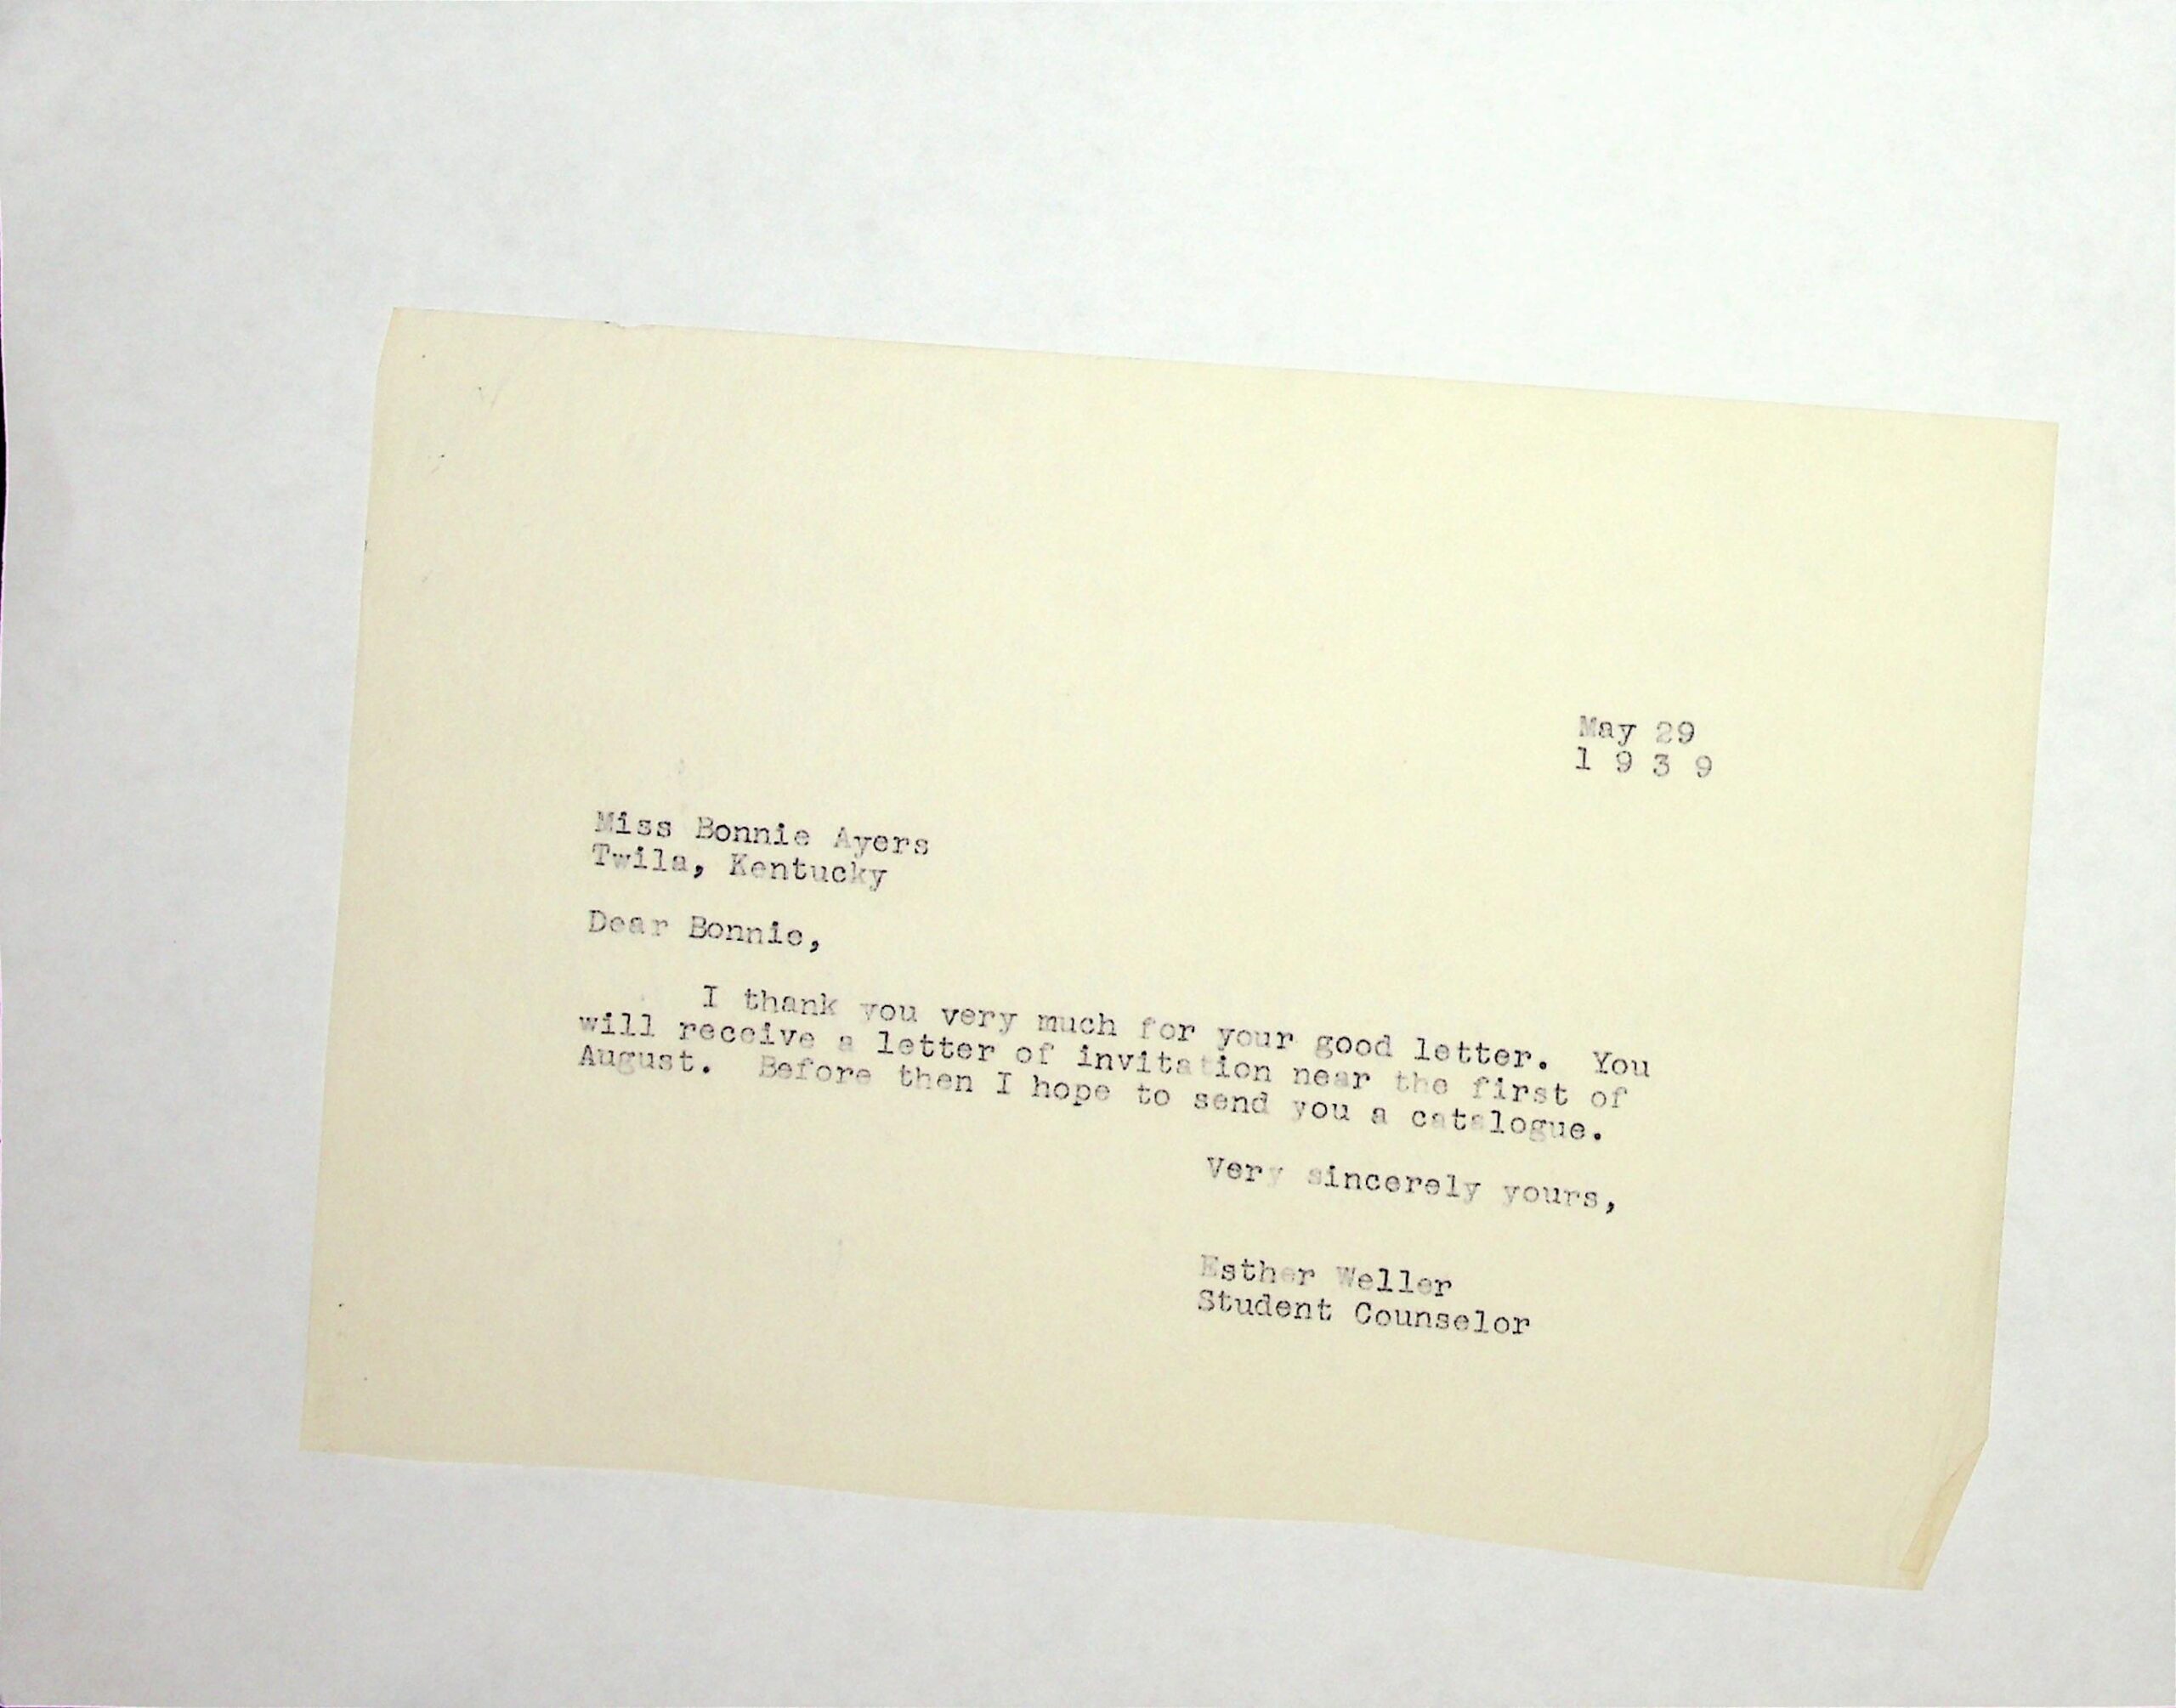 May 29
1 9 3 9
Miss Bonnie Ayers
Twila, Kentucky
Dear Bonnie,
I thank you very much for your good letter. You
will receive a letter of invitation near the first of
August. Before then I hope to send you a catalogue.
Very sincerely yours,
Esther Weller
Student Counselor